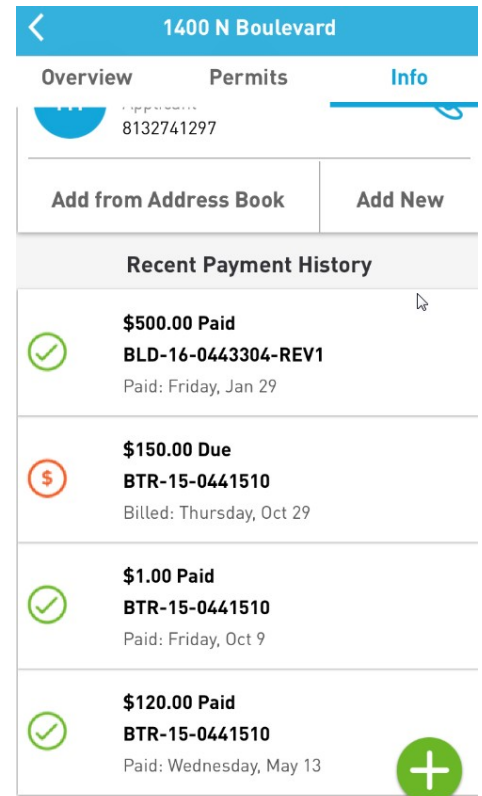 1400 N Boulevard
Overview Permits Info
Applicant
8132741297
Add from Address Book Add New
Recent Payment History
$500.00 Paid
BLD-16-0443304-REV1
Paid: Friday, Jan 29
$
$150.00 Due
BTR-15-0441510
Billed: Thursday, Oct 29
$1.00 Paid
BTR-15-0441510
Paid: Friday, Oct 9
$120.00 Paid
BTR-15-0441510
Paid: Wednesday, May 13